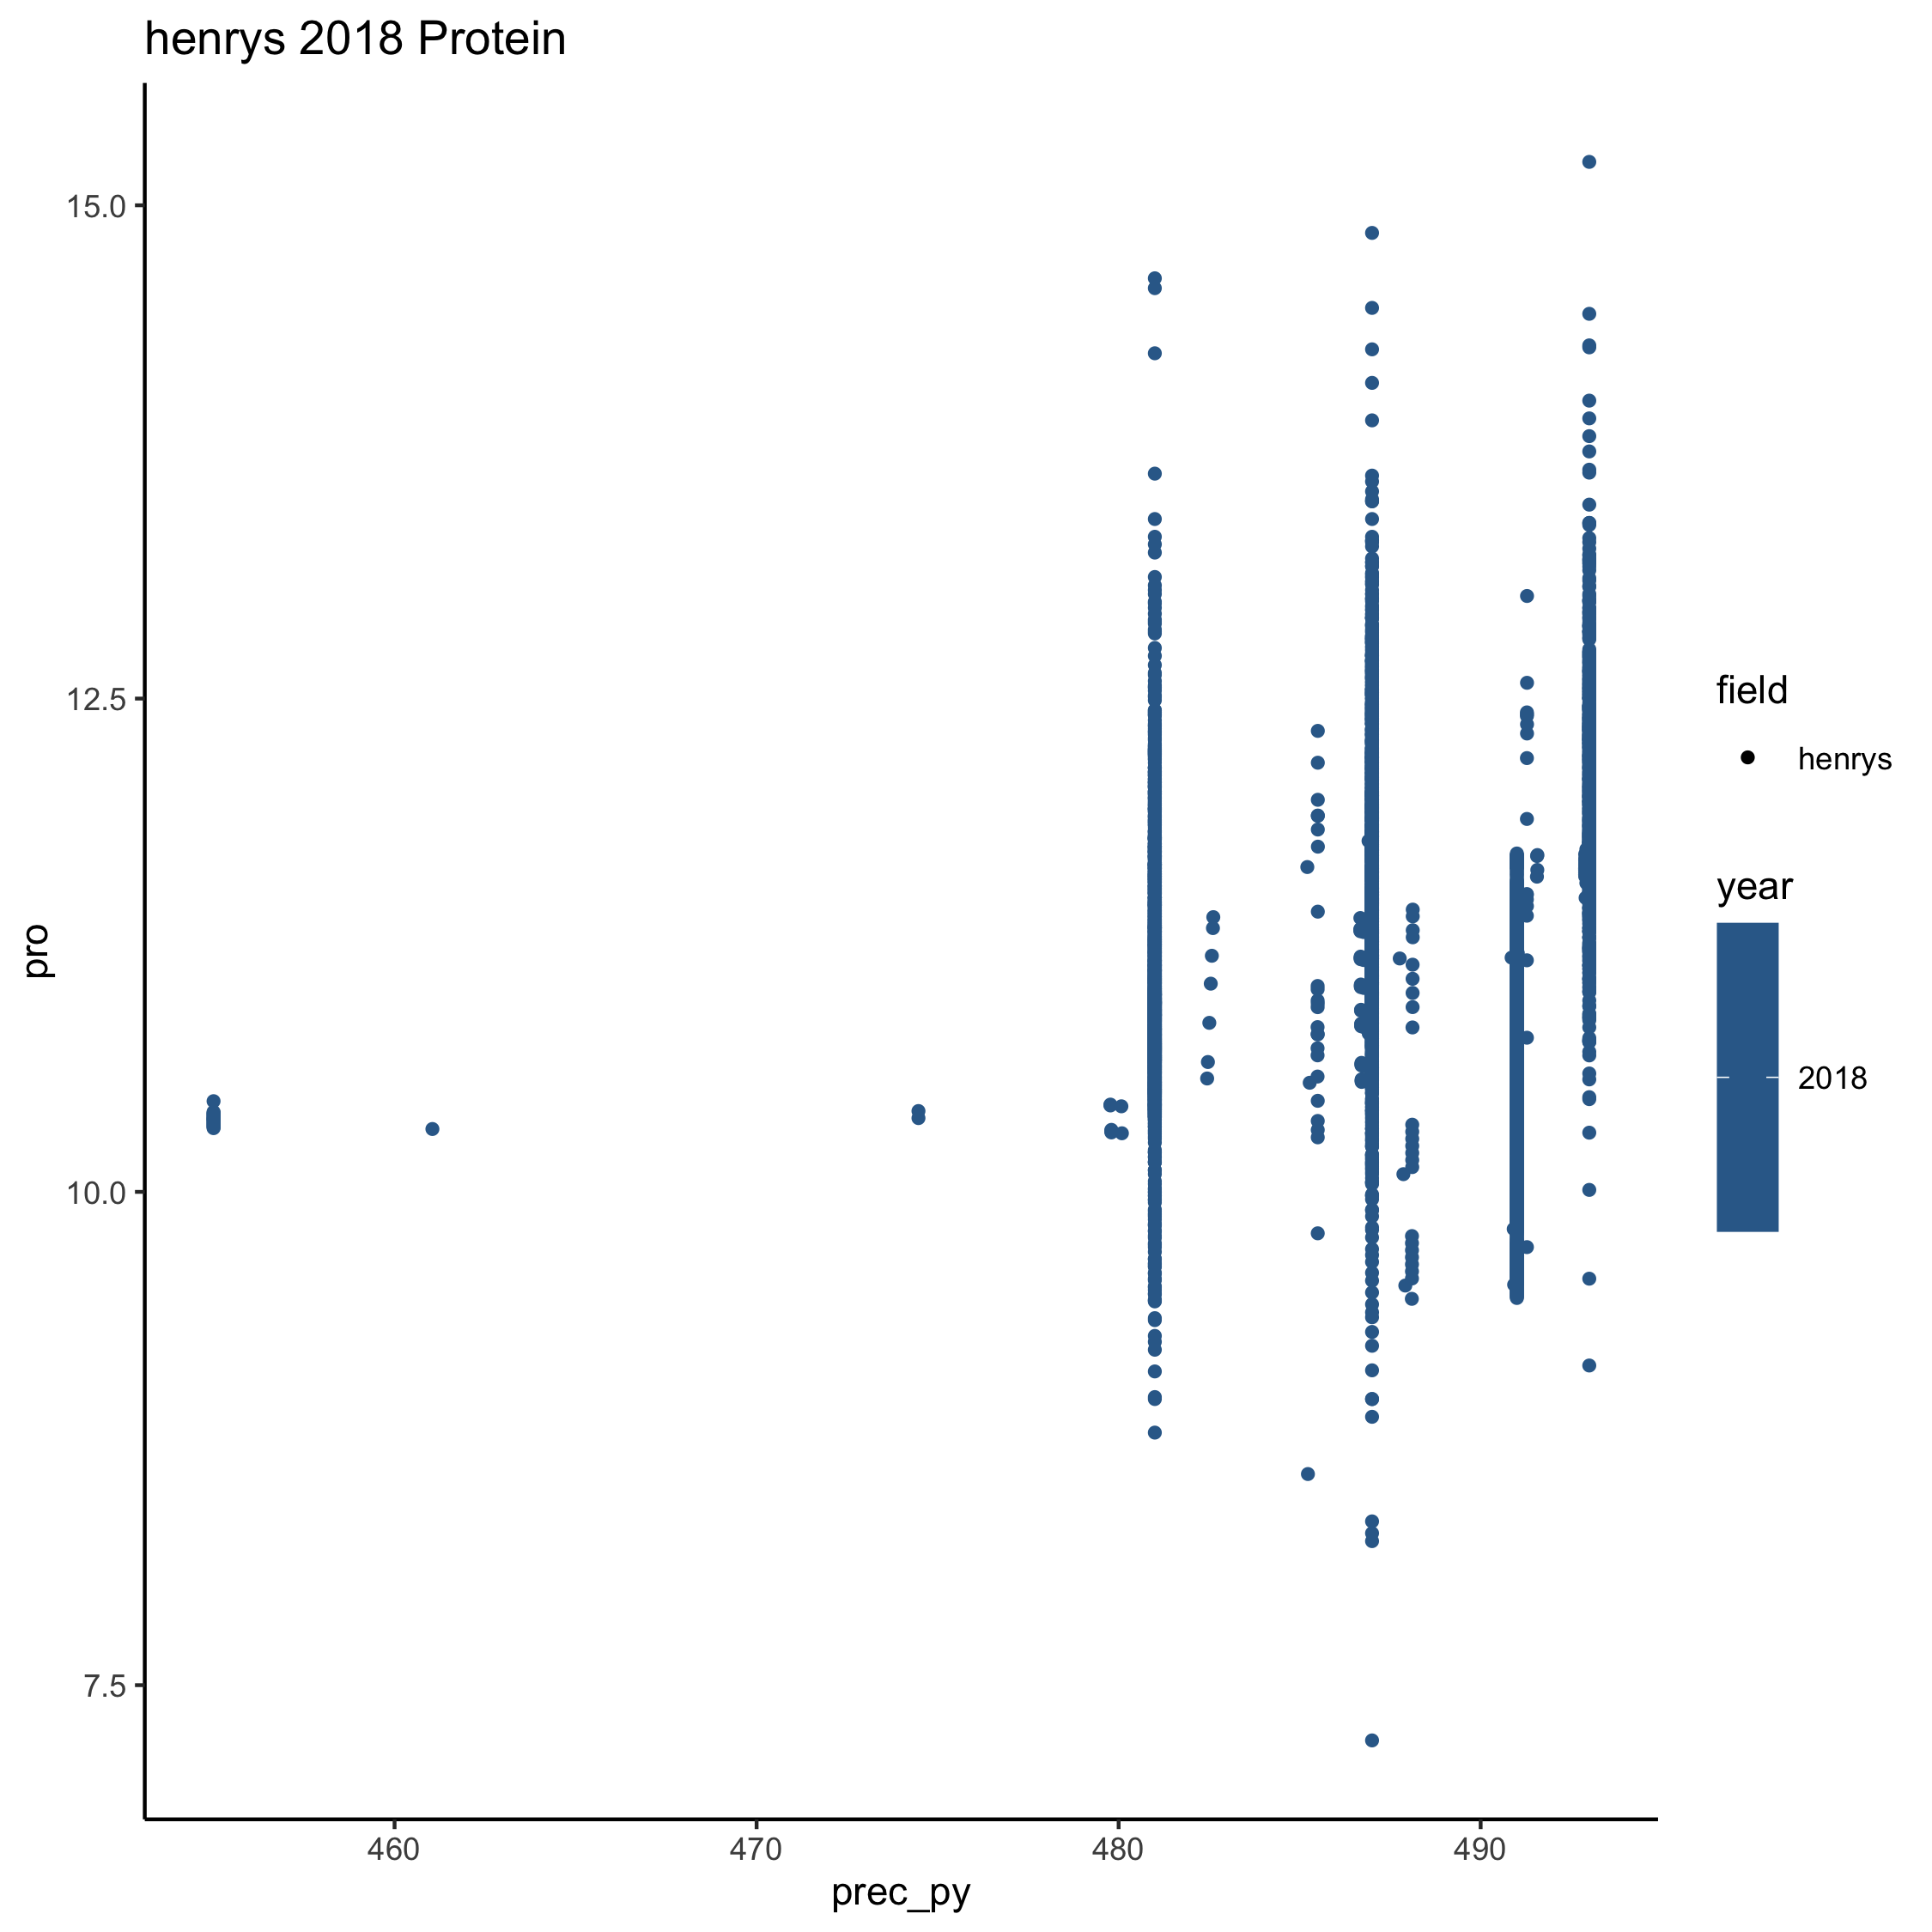 henrys 2018 Protein
15.0
12.5
10.0
7.5
pro
460 470 480 490
prec_py
field
henrys
year
2018